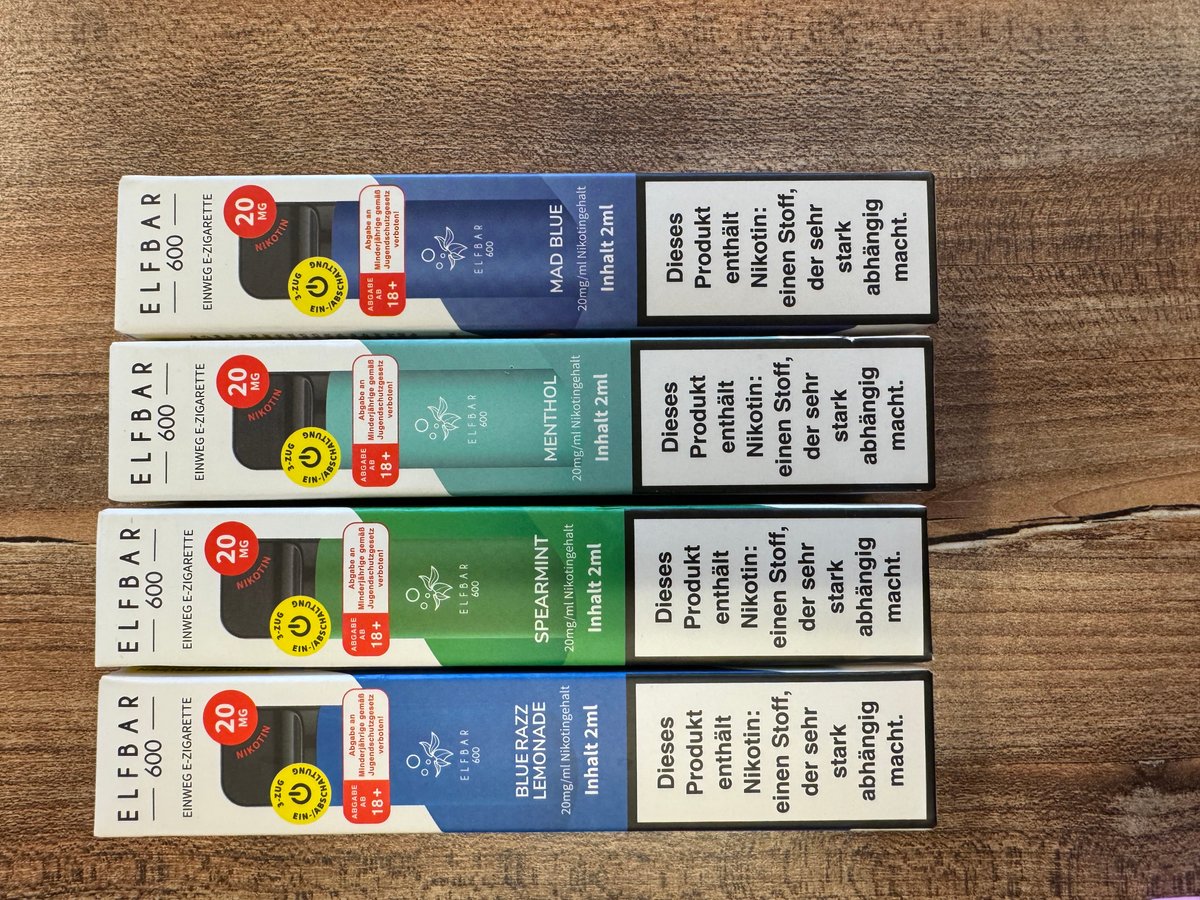 ELFBAR
600
EINWEG E-ZIGARETTE
20
MG
NIKOTIN
3-ZUG
EIN-/ABSCHALTUNG
ABGABE
AB
18+
Abgabe an
Minderjährige gemäß
Jugendschutzgesetz
verboten!
ELFBAR
600
MAD BLUE
20mg/ml Nikotingehalt
Inhalt 2ml
Dieses
Produkt
enthält
Nikotin:
einen Stoff,
der sehr
stark
abhängig
macht.
ELFBAR
600
EINWEG E-ZIGARETTE
20
MG
NIKOTIN
3-ZUG
EIN-/ABSCHALTUNG
ABGABE
AB
18+
Abgabe an
Minderjährige gemäß
Jugendschutzgesetz
verboten!
ELFBAR
600
MENTHOL
20mg/ml Nikotingehalt
Inhalt 2ml
Dieses
Produkt
enthält
Nikotin:
einen Stoff,
der sehr
stark
abhängig
macht.
ELFBAR
600
EINWEG E-ZIGARETTE
20
MG
NIKOTIN
3-ZUG
EIN-/ABSCHALTUNG
ABGABE
AB
18+
Abgabe an
Minderjährige gemäß
Jugendschutzgesetz
verboten!
ELFBAR
600
SPEARMINT
20mg/ml Nikotingehalt
Inhalt 2ml
Dieses
Produkt
enthält
Nikotin:
einen Stoff,
der sehr
stark
abhängig
macht.
ELFBAR
600
EINWEG E-ZIGARETTE
20
MG
NIKOTIN
3-ZUG
EIN-/ABSCHALTUNG
ABGABE
AB
18+
Abgabe an
Minderjährige gemäß
Jugendschutzgesetz
verboten!
ELFBAR
600
BLUE RAZZ
LEMONADE
20mg/ml Nikotingehalt
Inhalt 2ml
Dieses
Produkt
enthält
Nikotin:
einen Stoff,
der sehr
stark
abhängig
macht.